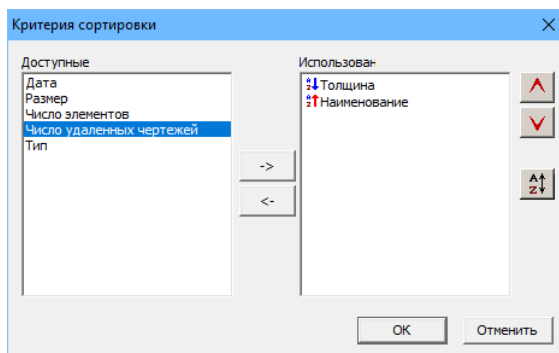 Критерия сортировки
Доступные
Использован
Дата
Размер
Число элементов
Число удаленных чертежей
Тип
Толщина
Наименование
->
<-
A
Z
OK
Отменить